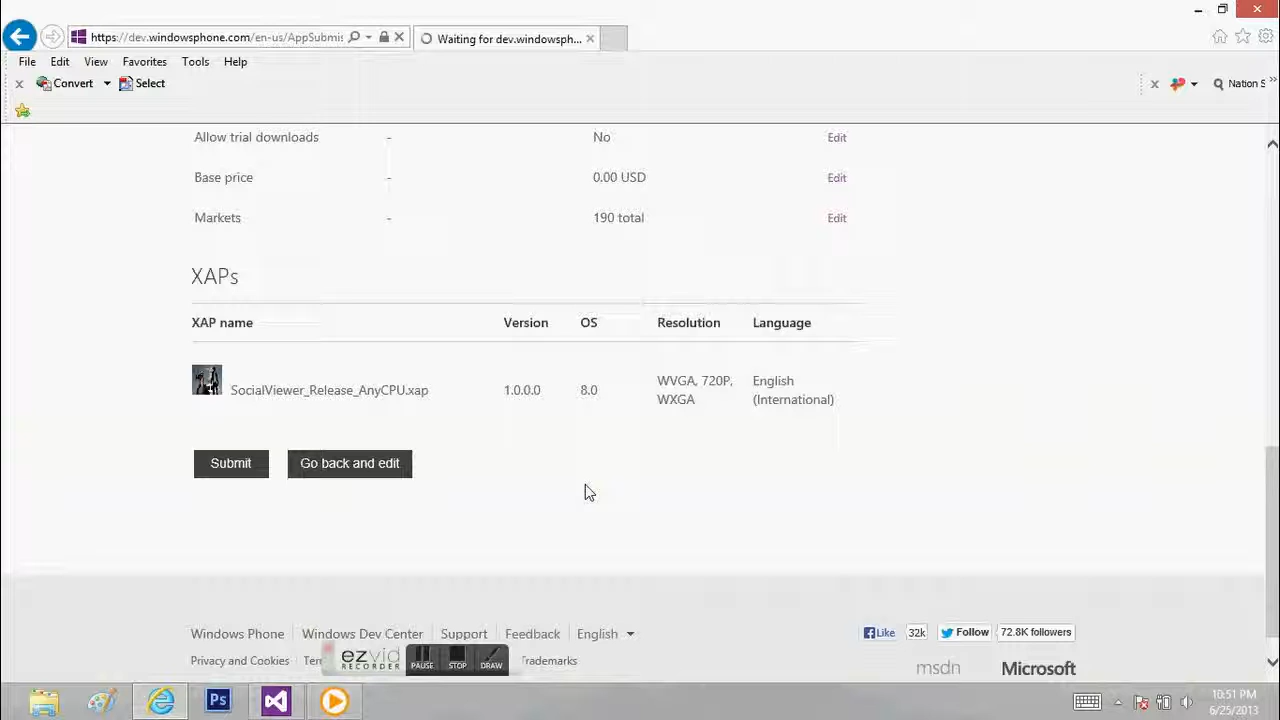 https://dev.windowsphone.com/en-us/AppSubmis
Waiting for dev.windowsph...
File Edit View Favorites Tools Help
x Convert Select x Nation S
Allow trial downloads - No Edit
Base price - 0.00 USD Edit
Markets - 190 total Edit
XAPs
XAP name Version OS Resolution Language
SocialViewer_Release_AnyCPU.xap 1.0.0.0 8.0 WVGA, 720P, English
WXGA (International)
Submit Go back and edit
Windows Phone Windows Dev Center Support Feedback English Like 32k Follow 72.8K followers
Privacy and Cookies Ter Trademarks
ezvid
RECORDER
PAUSE STOP DRAW
msdn Microsoft
Ps
10:51 PM
6/25/2013